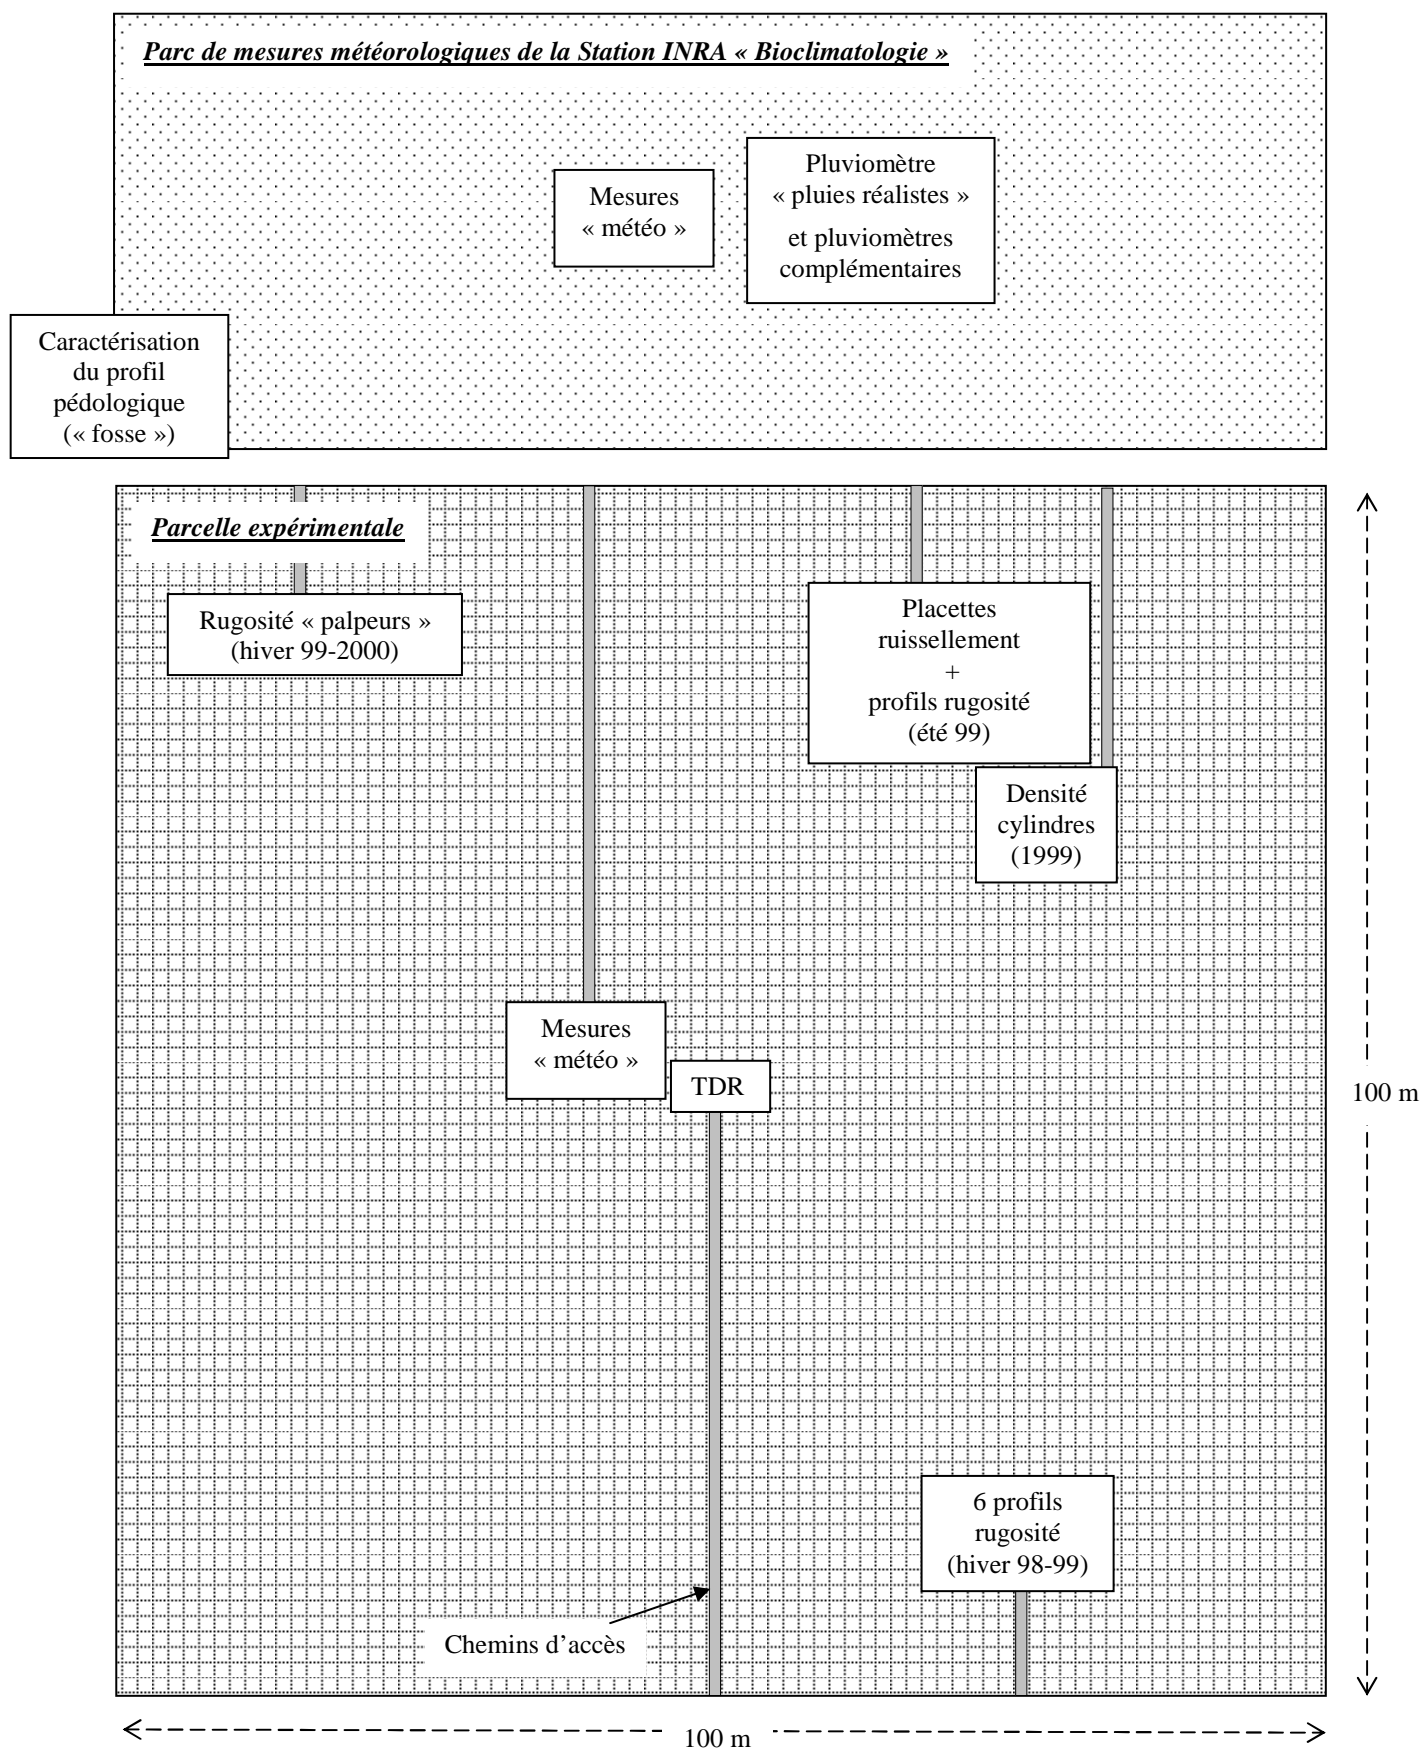 Parc de mesures météorologiques de la Station INRA « Bioclimatologie »
Mesures
« météo »
Pluviomètre
« pluies réalistes »
et pluviomètres
complémentaires
Caractérisation
du profil
pédologique
(« fosse »)
Parcelle expérimentale
Rugosité « palpeurs »
(hiver 99-2000)
Placettes
ruissellement
+
profils rugosité
(été 99)
Densité
cylindres
(1999)
Mesures
« météo »
TDR
100 m
6 profils
rugosité
(hiver 98-99)
Chemins d’accès
100 m